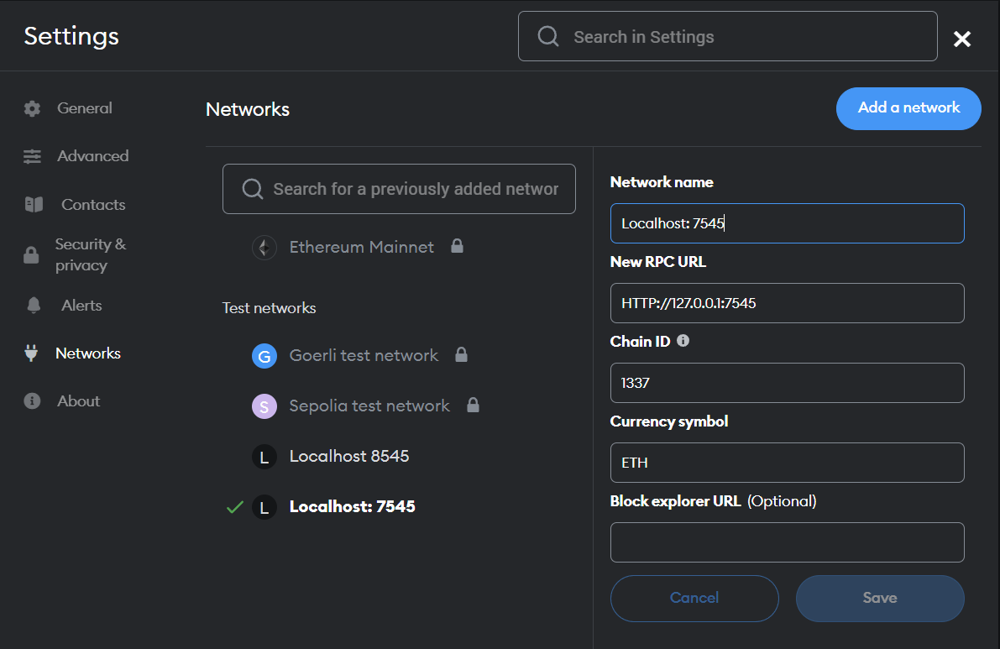 Settings
Search in Settings
General
Advanced
Contacts
Security &
privacy
Alerts
Networks
About
Networks
Add a network
Search for a previously added networ
Ethereum Mainnet
Test networks
G Goerli test network
S Sepolia test network
L Localhost 8545
L Localhost: 7545
Network name
Localhost: 7545
New RPC URL
HTTP://127.0.0.1:7545
Chain ID
1337
Currency symbol
ETH
Block explorer URL (Optional)
Cancel
Save